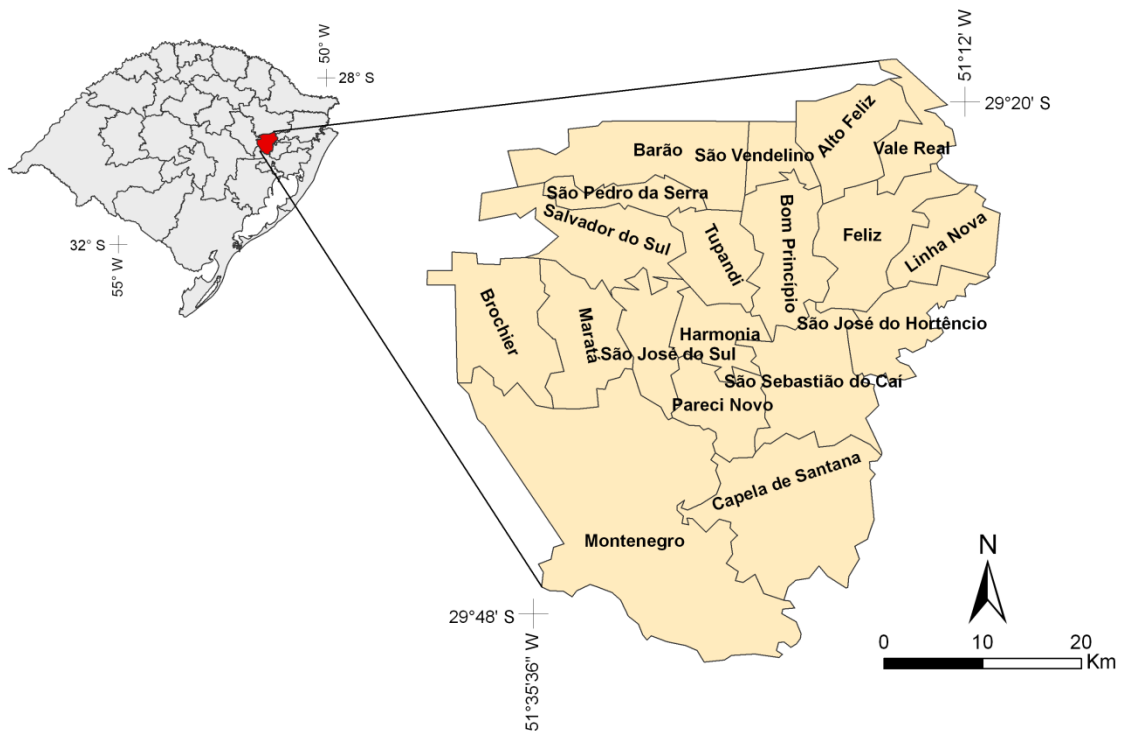 50° W
28° S
32° S
55° W
51°12' W
29°20' S
Alto Feliz
Barão
São Vendelino
Vale Real
São Pedro da Serra
Salvador do Sul
Tupandi
Bom Princípio
Feliz
Linha Nova
Brochier
Maratá
Harmonia
São José do Hortêncio
São José do Sul
São Sebastião do Caí
Pareci Novo
Capela de Santana
Montenegro
29°48' S
51°35'36" W
N
0 10 20
Km